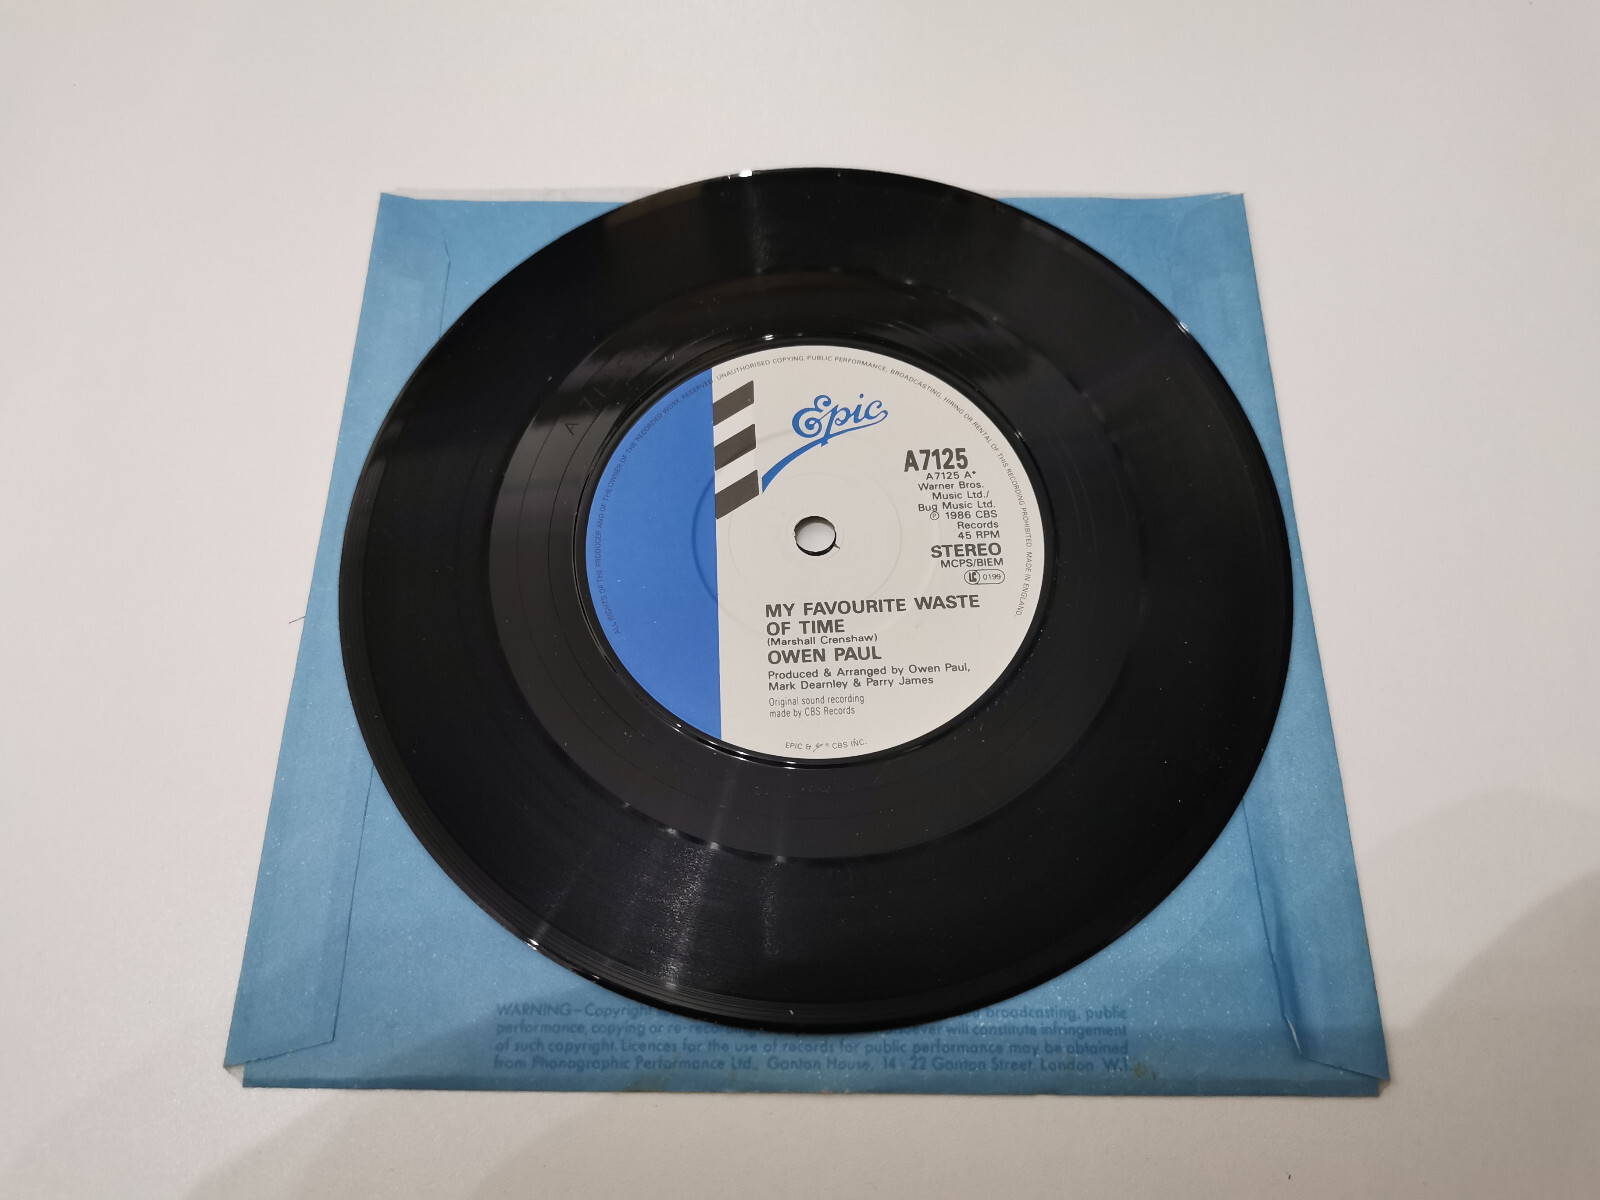 ALL RIGHTS OF THE PRODUCER AND OF THE OWNER OF THE RECORDED WORK RESERVED. UNAUTHORISED COPYING, PUBLIC PERFORMANCE, BROADCASTING, HIRING OR RENTAL OF THIS RECORDING PROHIBITED. MADE IN ENGLAND.
Epic
A7125
A7125 A*
Warner Bros.
Music Ltd./
Bug Music Ltd.
℗ 1986 CBS
Records
45 RPM
STEREO
MCPS/BIEM
LC 0199
MY FAVOURITE WASTE
OF TIME
(Marshall Crenshaw)
OWEN PAUL
Produced & Arranged by Owen Paul,
Mark Dearnley & Parry James
Original sound recording
made by CBS Records
EPIC & CBS INC.
WARNING – Copyright broadcasting, public
performance, copying or re-recording will constitute infringement
of such copyright. Licences for the use of records for public performance may be obtained
from Phonographic Performance Ltd., Ganton House, 14-22 Ganton Street, London W.1.